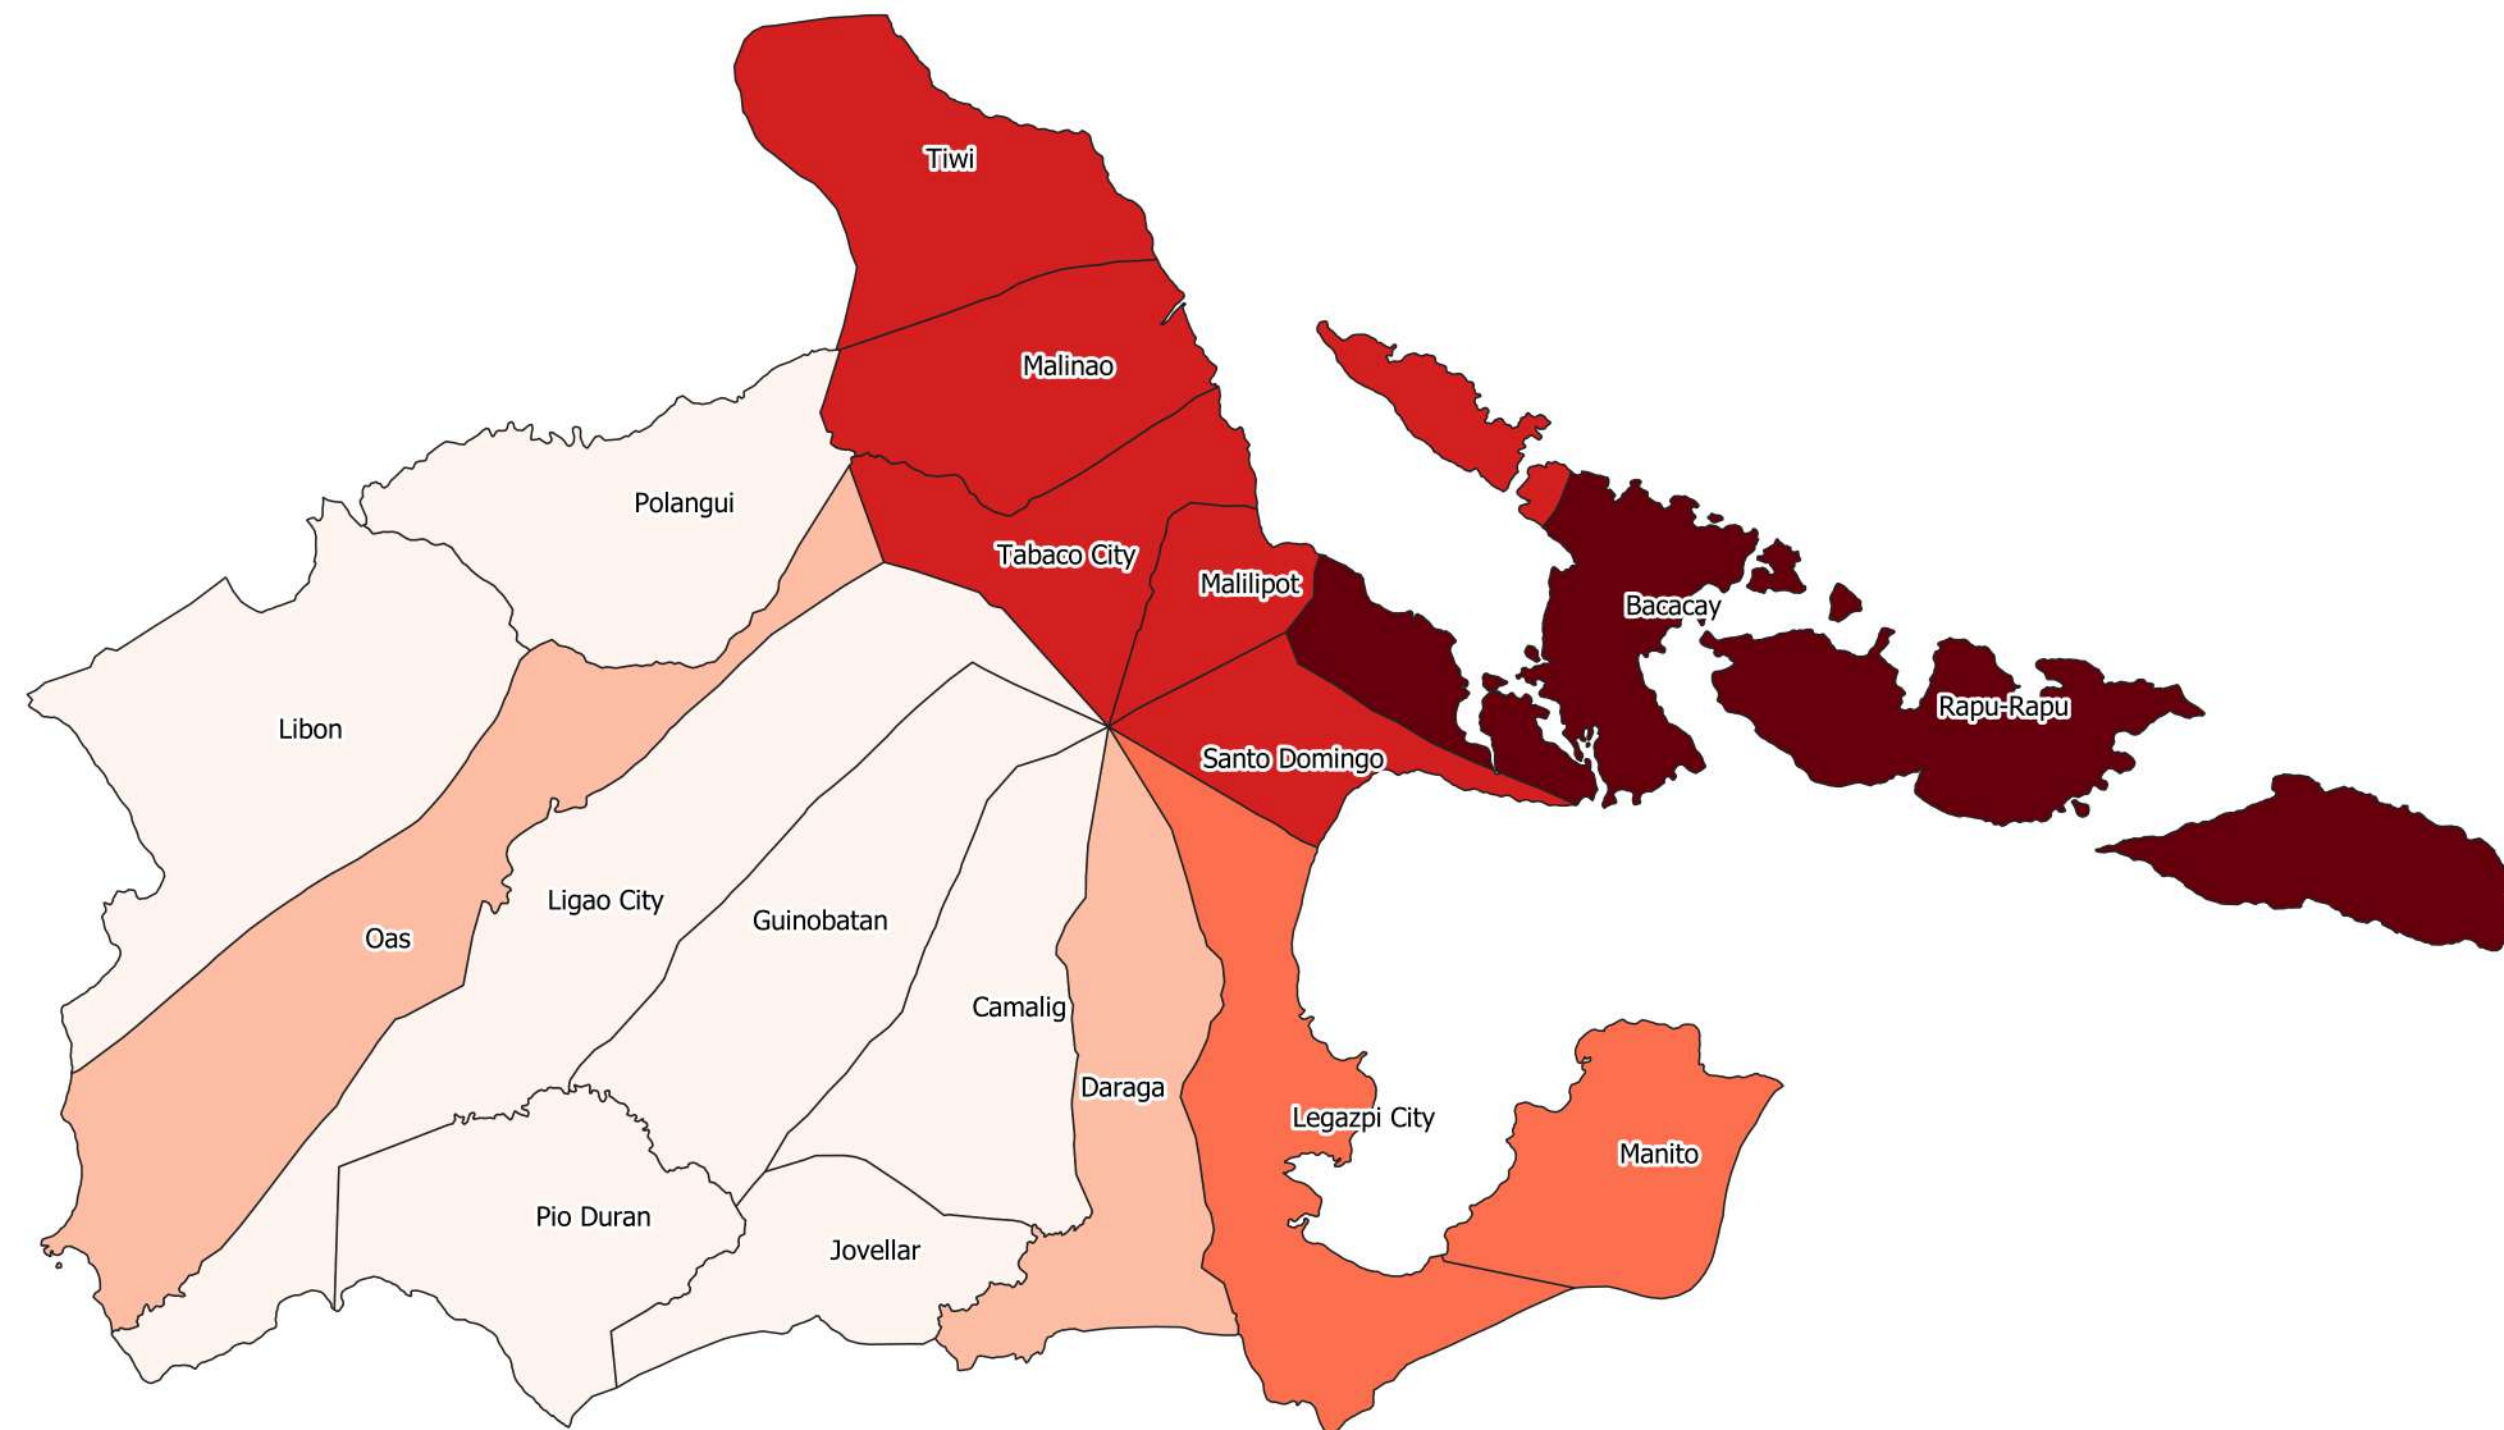 Tiwi
Malinao
Polangui
Tabaco City
Malilipot
Bacacay
Rapu-Rapu
Libon
Santo Domingo
Ligao City
Guinobatan
Oas
Camalig
Daraga
Legazpi City
Manito
Pio Duran
Jovellar